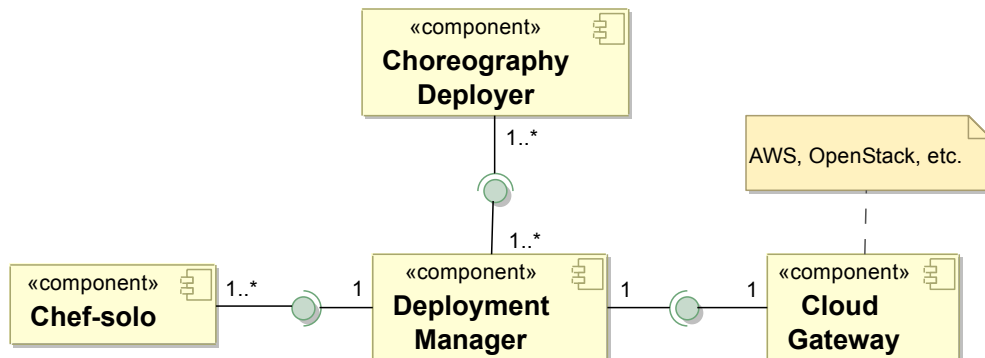 «component»
Choreography
Deployer
1..*
AWS, OpenStack, etc.
1..*
«component»
Chef-solo
1..*
1
«component»
Deployment
Manager
1
1
«component»
Cloud
Gateway